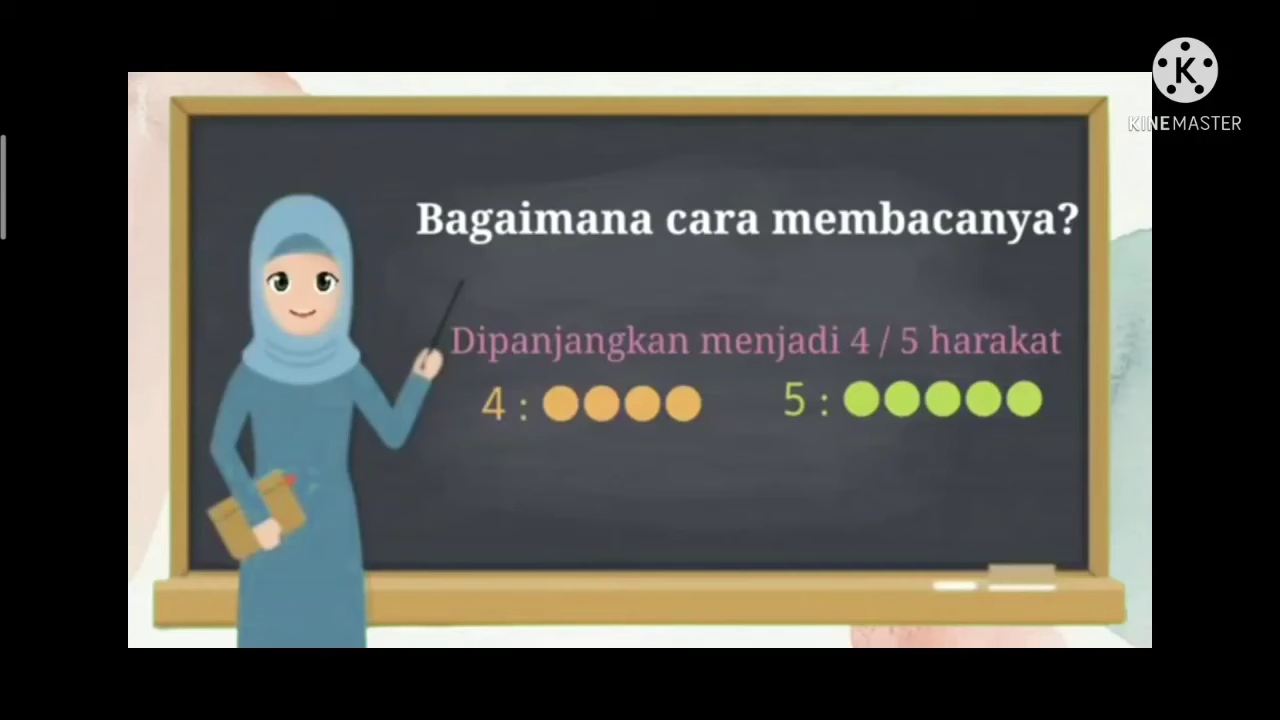 KINEMASTER
Bagaimana cara membacanya?
Dipanjangkan menjadi 4 / 5 harakat
4 :
5 :